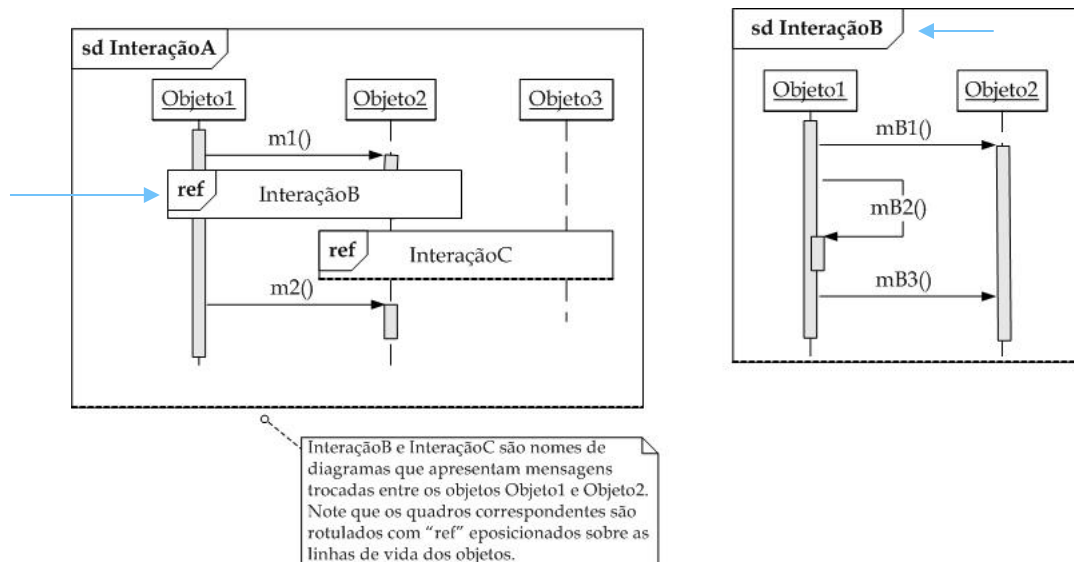 sd InteraçãoA
Objeto1 Objeto2 Objeto3
m1()
ref InteraçãoB
ref InteraçãoC
m2()
InteraçãoB e InteraçãoC são nomes de
diagramas que apresentam mensagens
trocadas entre os objetos Objeto1 e Objeto2.
Note que os quadros correspondentes são
rotulados com “ref” eposicionados sobre as
linhas de vida dos objetos.
sd InteraçãoB
Objeto1 Objeto2
mB1()
mB2()
mB3()